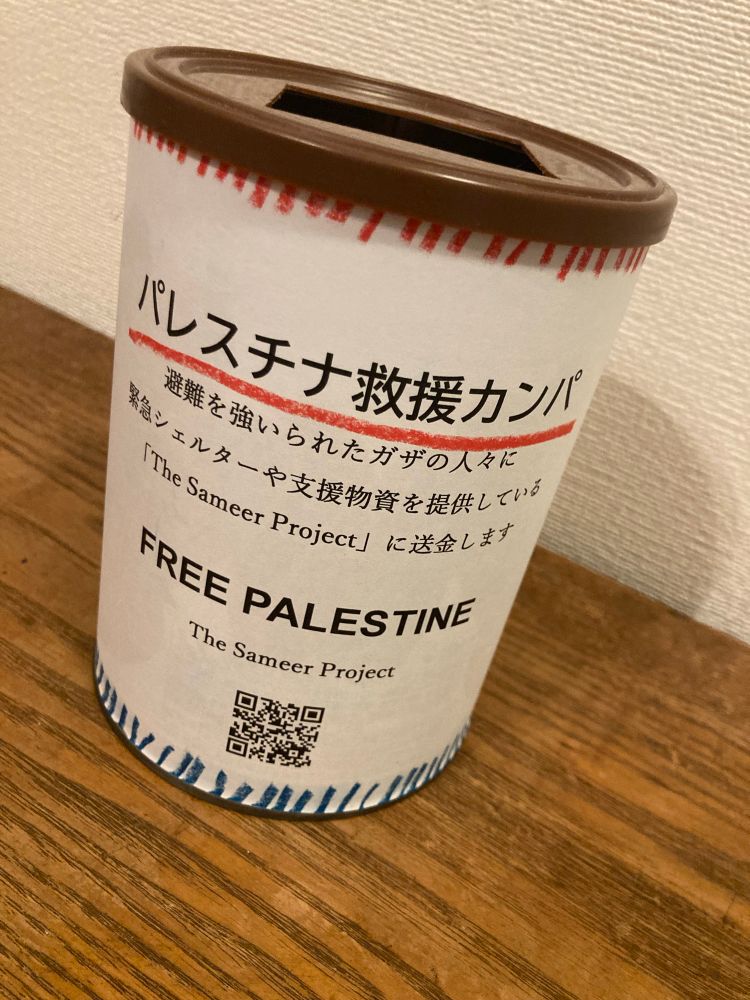 パレスチナ救援カンパ
避難を強いられたガザの人々に
緊急シェルターや支援物資を提供している
「The Sameer Project」に送金します
FREE PALESTINE
The Sameer Project